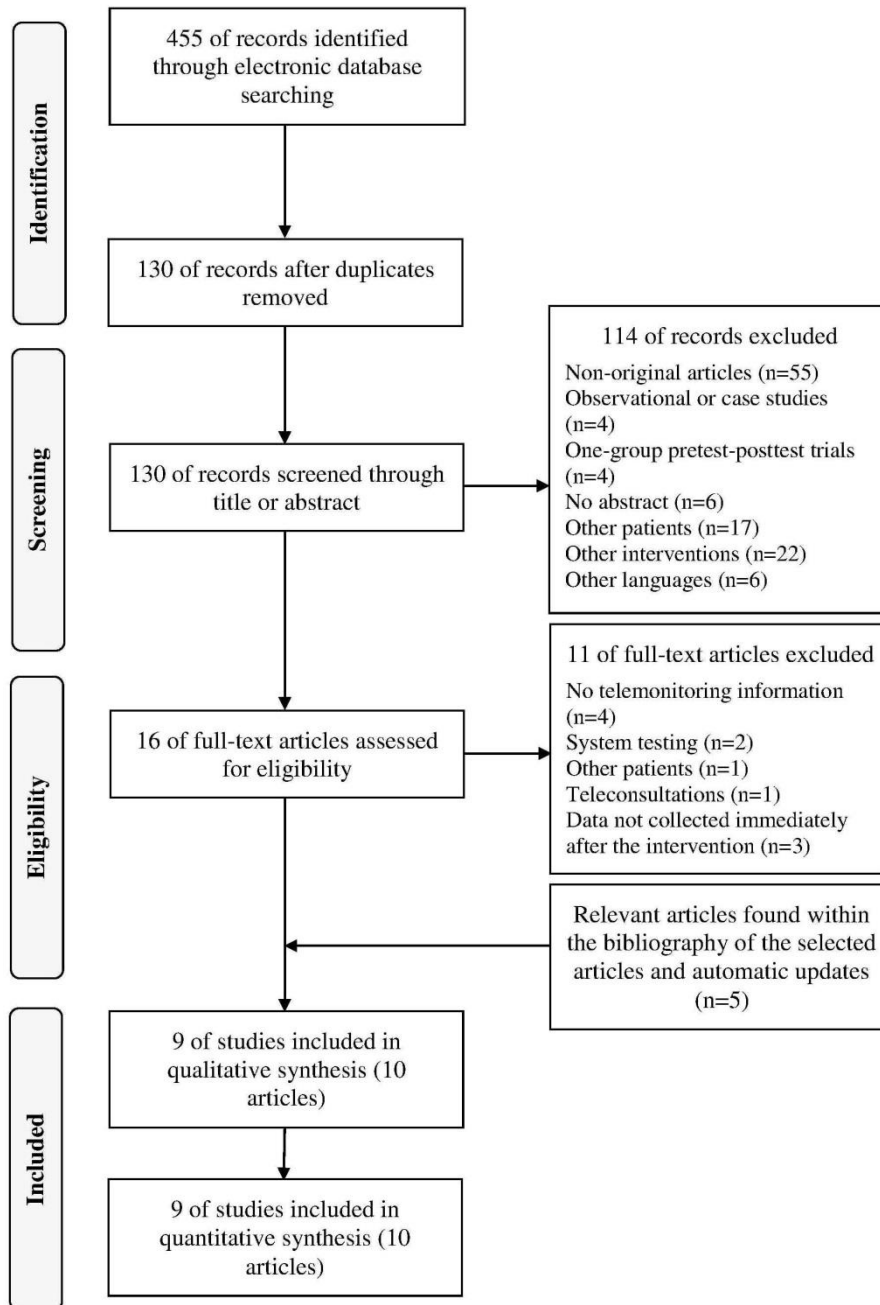 Identification
455 of records identified
through electronic database
searching
130 of records after duplicates
removed
Screening
130 of records screened through
title or abstract
114 of records excluded
Non-original articles (n=55)
Observational or case studies
(n=4)
One-group pretest-posttest trials
(n=4)
No abstract (n=6)
Other patients (n=17)
Other interventions (n=22)
Other languages (n=6)
Eligibility
16 of full-text articles assessed
for eligibility
11 of full-text articles excluded
No telemonitoring information
(n=4)
System testing (n=2)
Other patients (n=1)
Teleconsultations (n=1)
Data not collected immediately
after the intervention (n=3)
Relevant articles found within
the bibliography of the selected
articles and automatic updates
(n=5)
Included
9 of studies included in
qualitative synthesis (10
articles)
9 of studies included in
quantitative synthesis (10
articles)